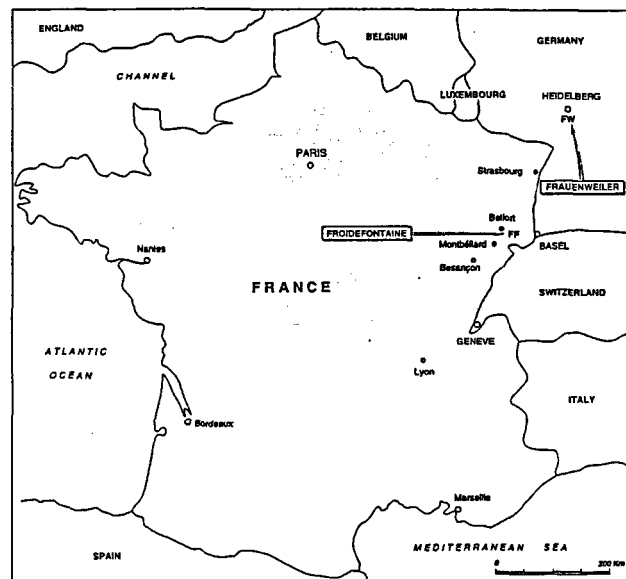 ENGLAND
BELGIUM
GERMANY
CHANNEL
LUXEMBOURG
HEIDELBERG
FW
PARIS
Strasbourg
FRAUENWEILER
Belfort
FROIDEFONTAINE
FF
Montbéliard
BASEL
Nantes
Besançon
FRANCE
SWITZERLAND
GENEVE
ATLANTIC
OCEAN
Lyon
ITALY
Bordeaux
Marseille
SPAIN
MEDITERRANEAN SEA
0 200 Km